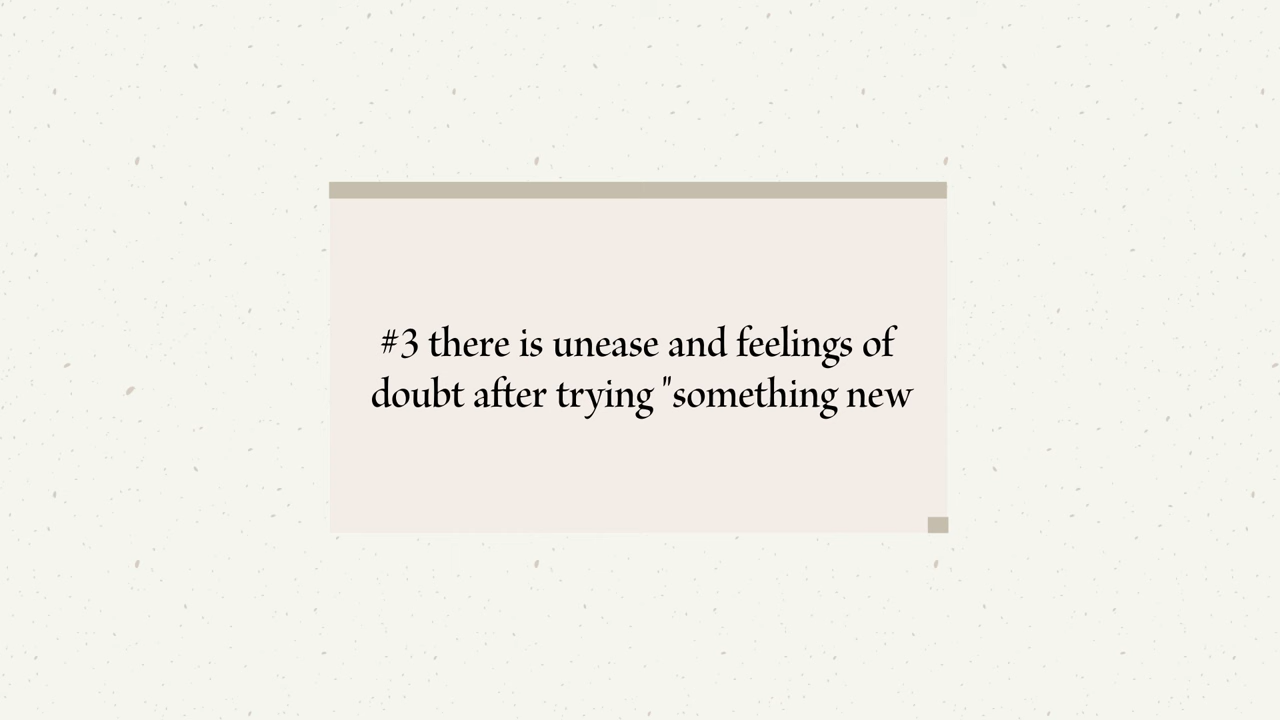 #3 there is unease and feelings of
doubt after trying "something new